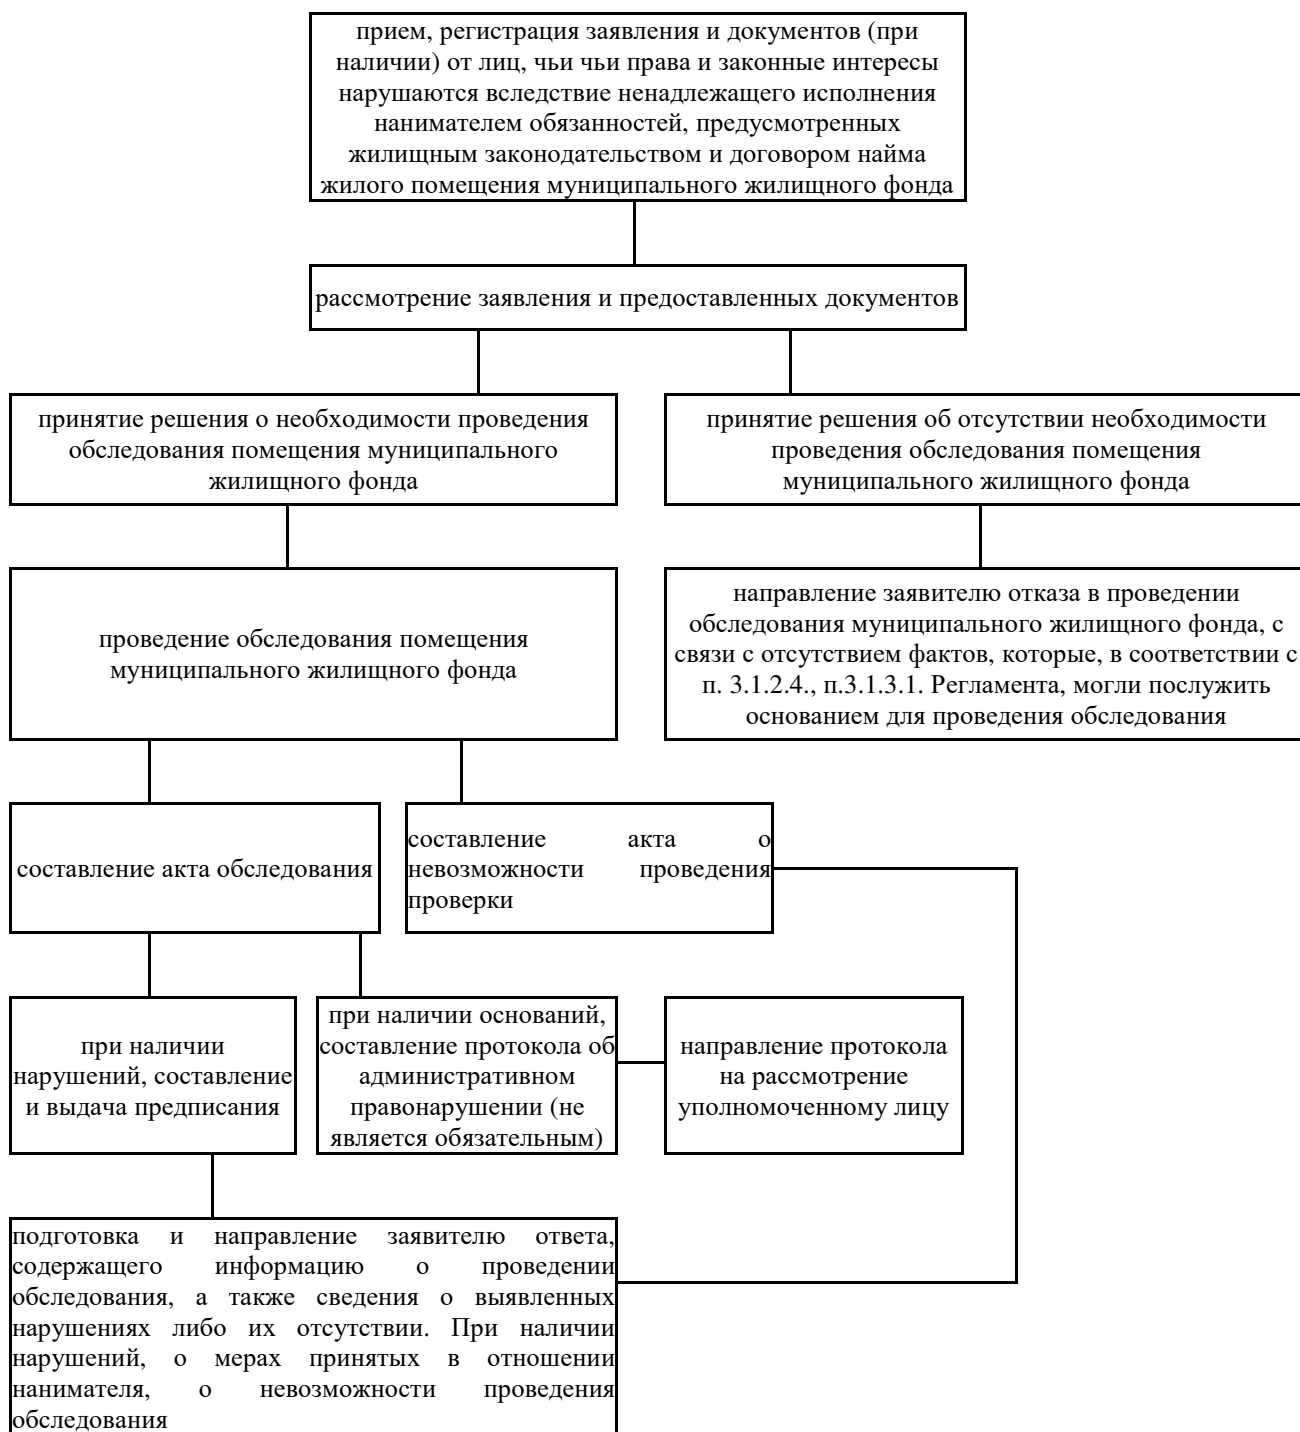 прием, регистрация заявления и документов (при
наличии) от лиц, чьи чьи права и законные интересы
нарушаются вследствие ненадлежащего исполнения
нанимателем обязанностей, предусмотренных
жилищным законодательством и договором найма
жилого помещения муниципального жилищного фонда
рассмотрение заявления и предоставленных документов
принятие решения о необходимости проведения
обследования помещения муниципального
жилищного фонда
принятие решения об отсутствии необходимости
проведения обследования помещения
муниципального жилищного фонда
проведение обследования помещения
муниципального жилищного фонда
направление заявителю отказа в проведении
обследования муниципального жилищного фонда, с
связи с отсутствием фактов, которые, в соответствии с
п. 3.1.2.4., п.3.1.3.1. Регламента, могли послужить
основанием для проведения обследования
составление акта обследования
составление акта о
невозможности проведения
проверки
при наличии
нарушений, составление
и выдача предписания
при наличии оснований,
составление протокола об
административном
правонарушении (не
является обязательным)
направление протокола
на рассмотрение
уполномоченному лицу
подготовка и направление заявителю ответа,
содержащего информацию о проведении
обследования, а также сведения о выявленных
нарушениях либо их отсутствии. При наличии
нарушений, о мерах принятых в отношении
нанимателя, о невозможности проведения
обследования